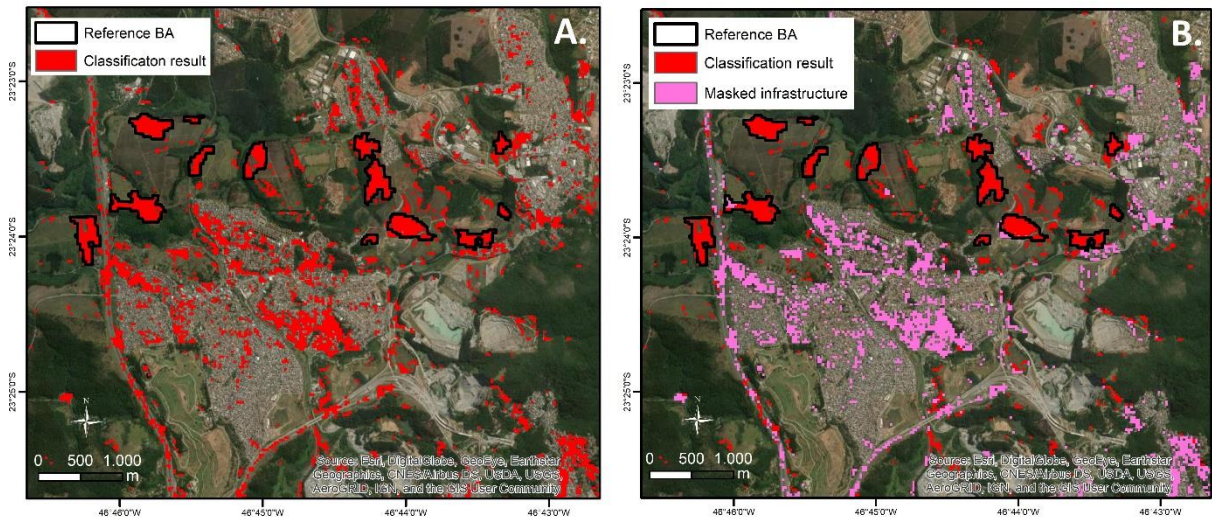 Reference BA
Classificaton result
A.
23°23'0"S
23°24'0"S
23°25'0"S
N
0 500 1.000
m
Source: Esri, DigitalGlobe, GeoEye, Earthstar
Geographics, CNES/Airbus DS, USDA, USGS,
AeroGRID, IGN, and the GIS User Community
46°46'0"W
46°45'0"W
46°44'0"W
46°43'0"W
Reference BA
Classification result
Masked infrastructure
B.
23°23'0"S
23°24'0"S
23°25'0"S
N
0 500 1.000
m
Source: Esri, DigitalGlobe, GeoEye, Earthstar
Geographics, CNES/Airbus DS, USDA, USGS,
AeroGRID, IGN, and the GIS User Community
46°46'0"W
46°45'0"W
46°44'0"W
46°43'0"W